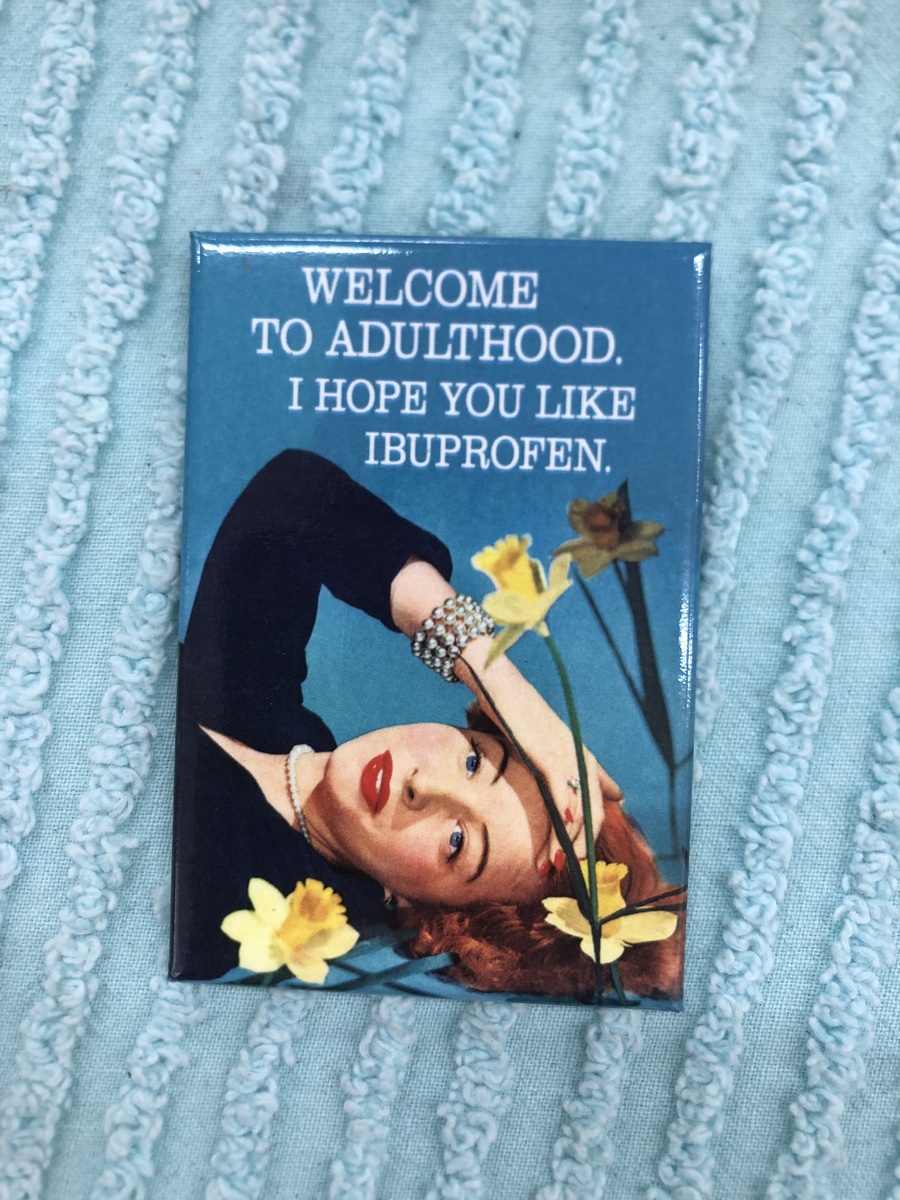 WELCOME
TO ADULTHOOD.
I HOPE YOU LIKE
IBUPROFEN.